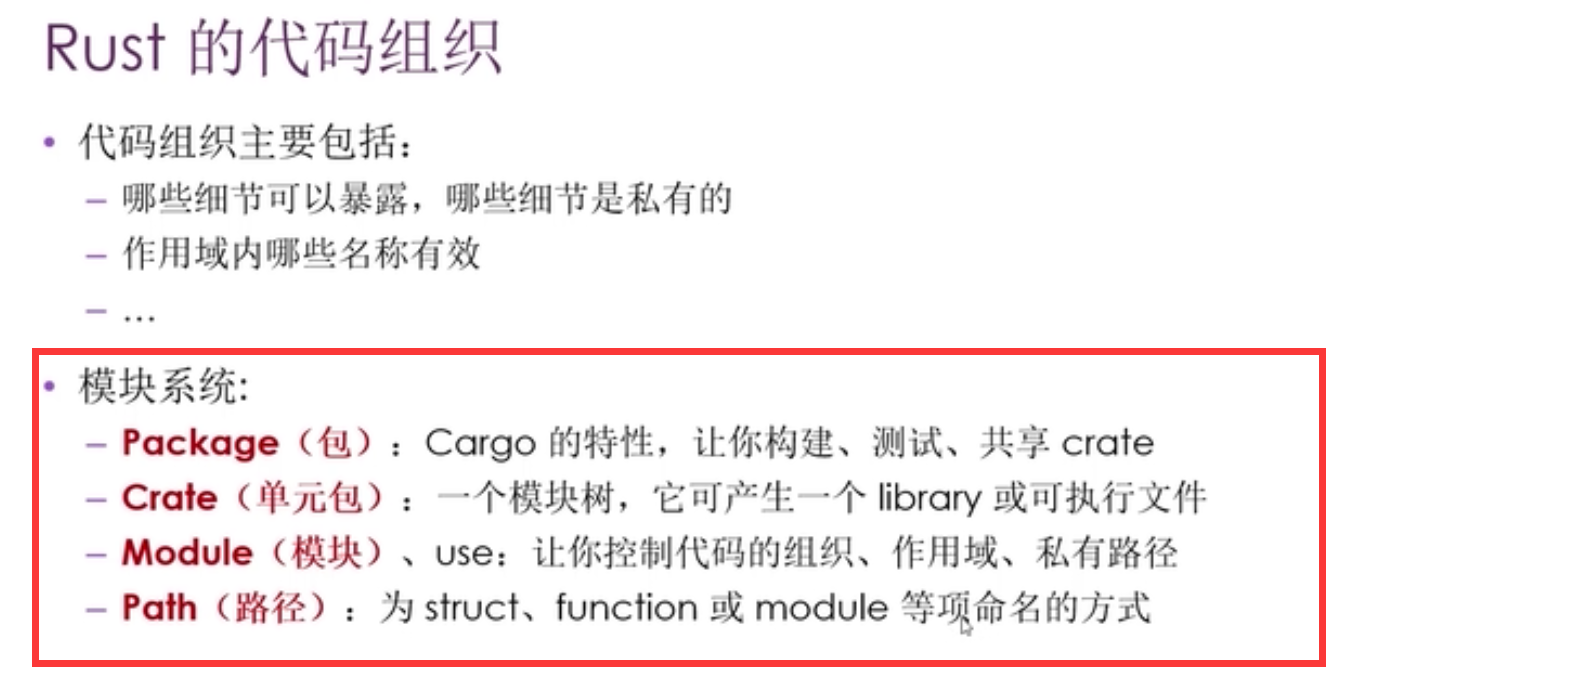 Rust 的代码组织
• 代码组织主要包括：
– 哪些细节可以暴露，哪些细节是私有的
– 作用域内哪些名称有效
– …
• 模块系统:
– Package（包）：Cargo 的特性，让你构建、测试、共享 crate
– Crate（单元包）：一个模块树，它可产生一个 library 或可执行文件
– Module（模块）、use：让你控制代码的组织、作用域、私有路径
– Path（路径）：为 struct、function 或 module 等项命名的方式